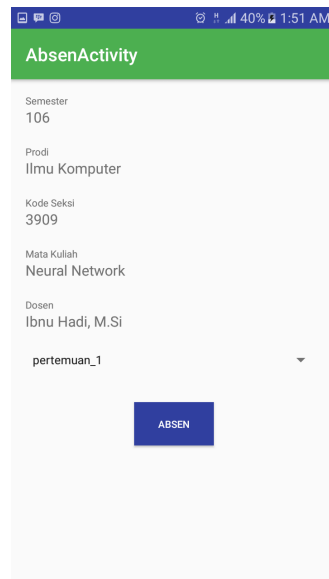 40% 1:51 AM
AbsenActivity
Semester
106
Prodi
Ilmu Komputer
Kode Seksi
3909
Mata Kuliah
Neural Network
Dosen
Ibnu Hadi, M.Si
pertemuan_1
ABSEN